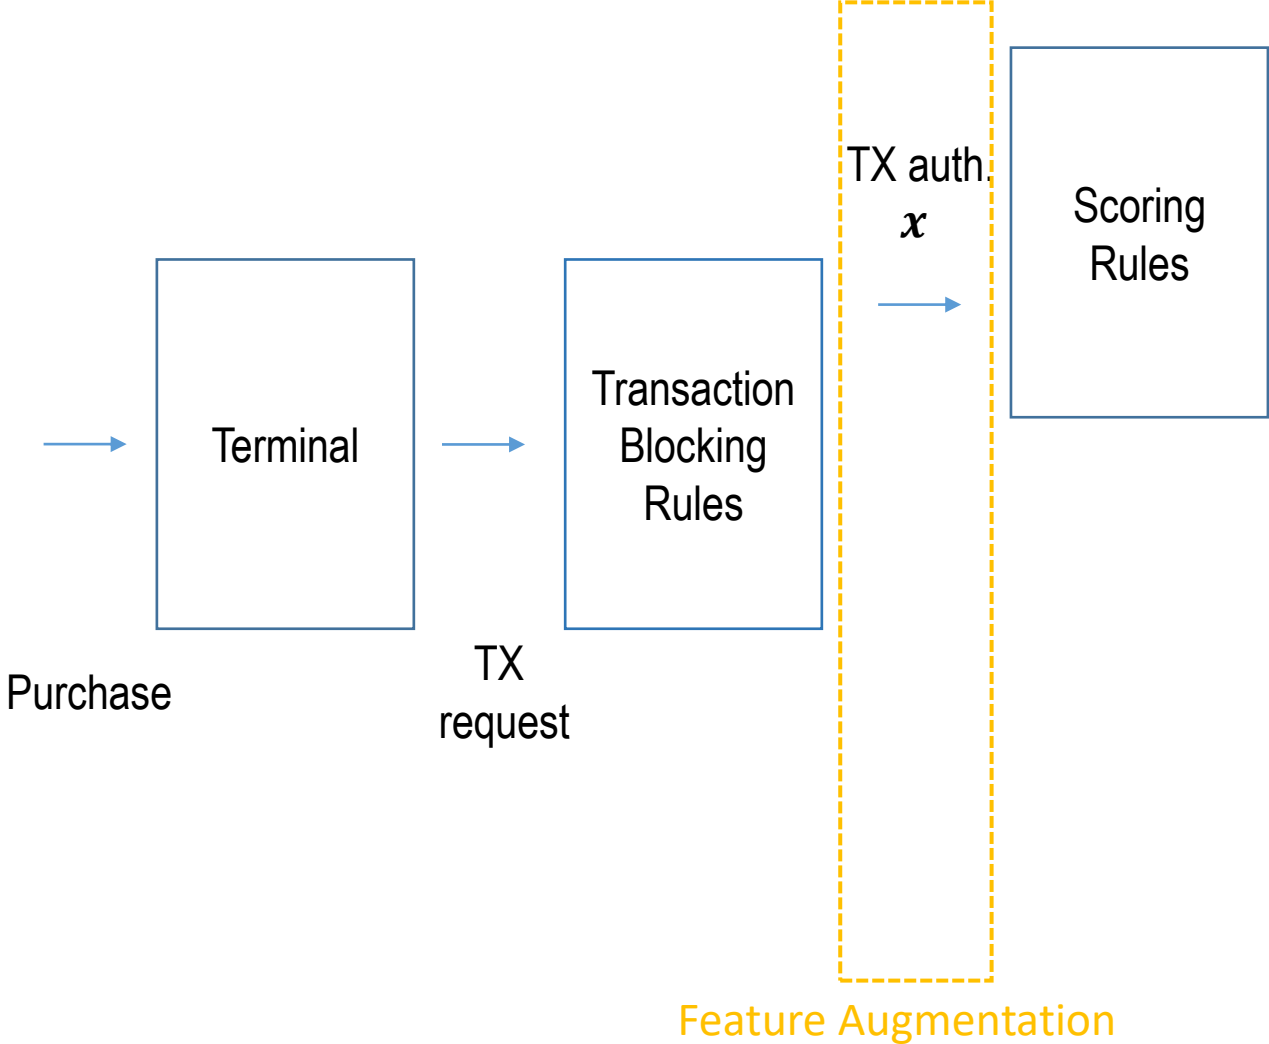 TX auth.
x
Scoring
Rules
Transaction
Blocking
Rules
Terminal
TX
request
Purchase
Feature Augmentation